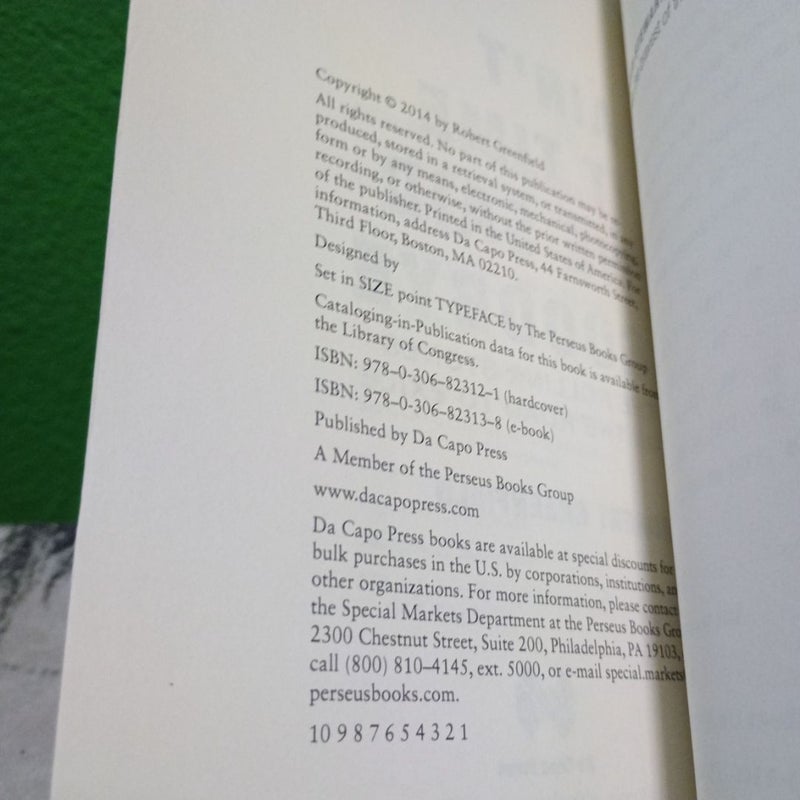 Copyright © 2014 by Robert Greenfield
All rights reserved. No part of this publication may be re-
produced, stored in a retrieval system, or transmitted, in any
form or by any means, electronic, mechanical, photocopying,
recording, or otherwise, without the prior written permission
of the publisher. Printed in the United States of America. For
information, address Da Capo Press, 44 Farnsworth Street,
Third Floor, Boston, MA 02210.
Designed by
Set in SIZE point TYPEFACE by The Perseus Books Group
Cataloging-in-Publication data for this book is available from
the Library of Congress.
ISBN: 978–0-306–82312–1 (hardcover)
ISBN: 978–0-306–82313–8 (e-book)
Published by Da Capo Press
A Member of the Perseus Books Group
www.dacapopress.com
Da Capo Press books are available at special discounts for
bulk purchases in the U.S. by corporations, institutions, an
other organizations. For more information, please contact
the Special Markets Department at the Perseus Books Gro
2300 Chestnut Street, Suite 200, Philadelphia, PA 19103,
call (800) 810–4145, ext. 5000, or e-mail special.markets
perseusbooks.com.
10 9 8 7 6 5 4 3 2 1